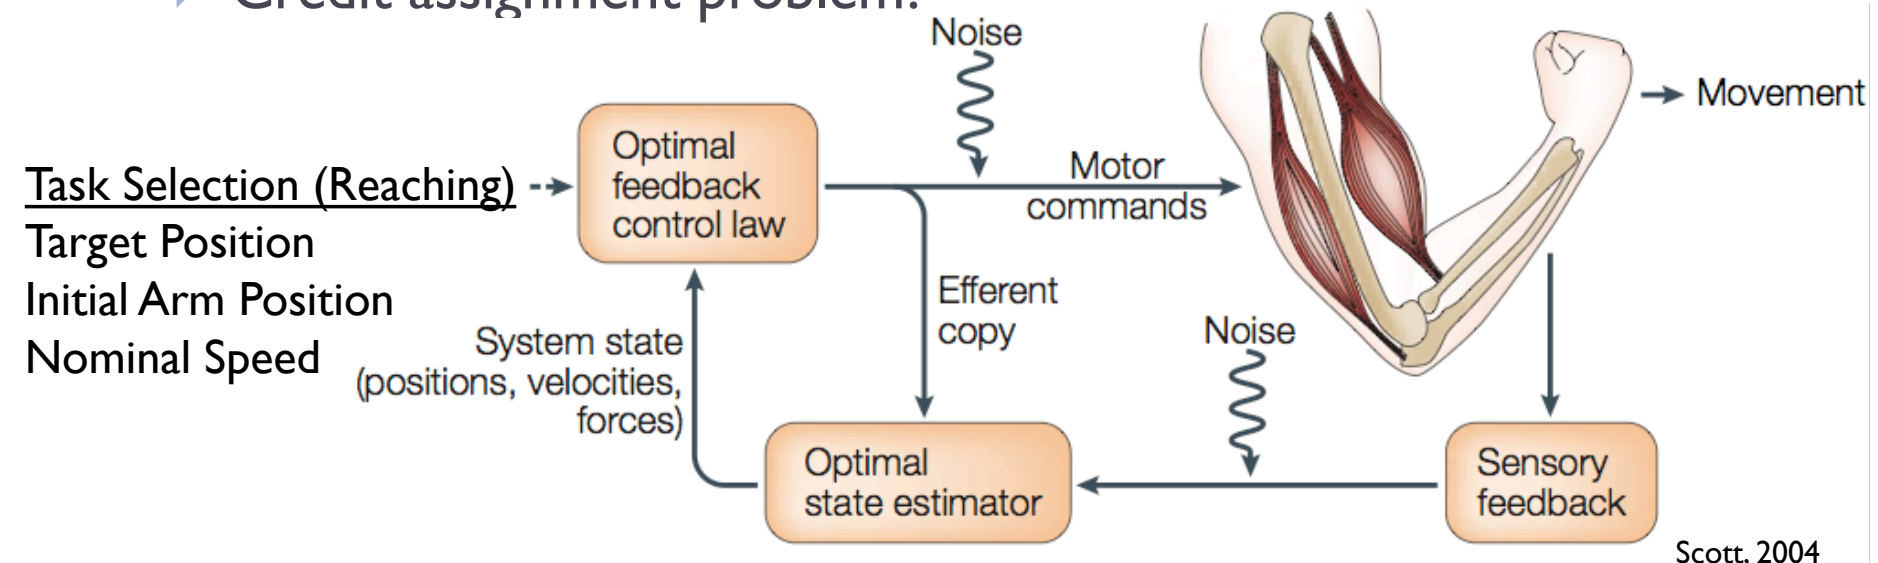 Credit assignment problem.
Noise
Movement
Optimal
feedback
control law
Motor
commands
Task Selection (Reaching)
Target Position
Initial Arm Position
Nominal Speed
Efferent
copy
System state
(positions, velocities,
forces)
Noise
Optimal
state estimator
Sensory
feedback
Scott, 2004